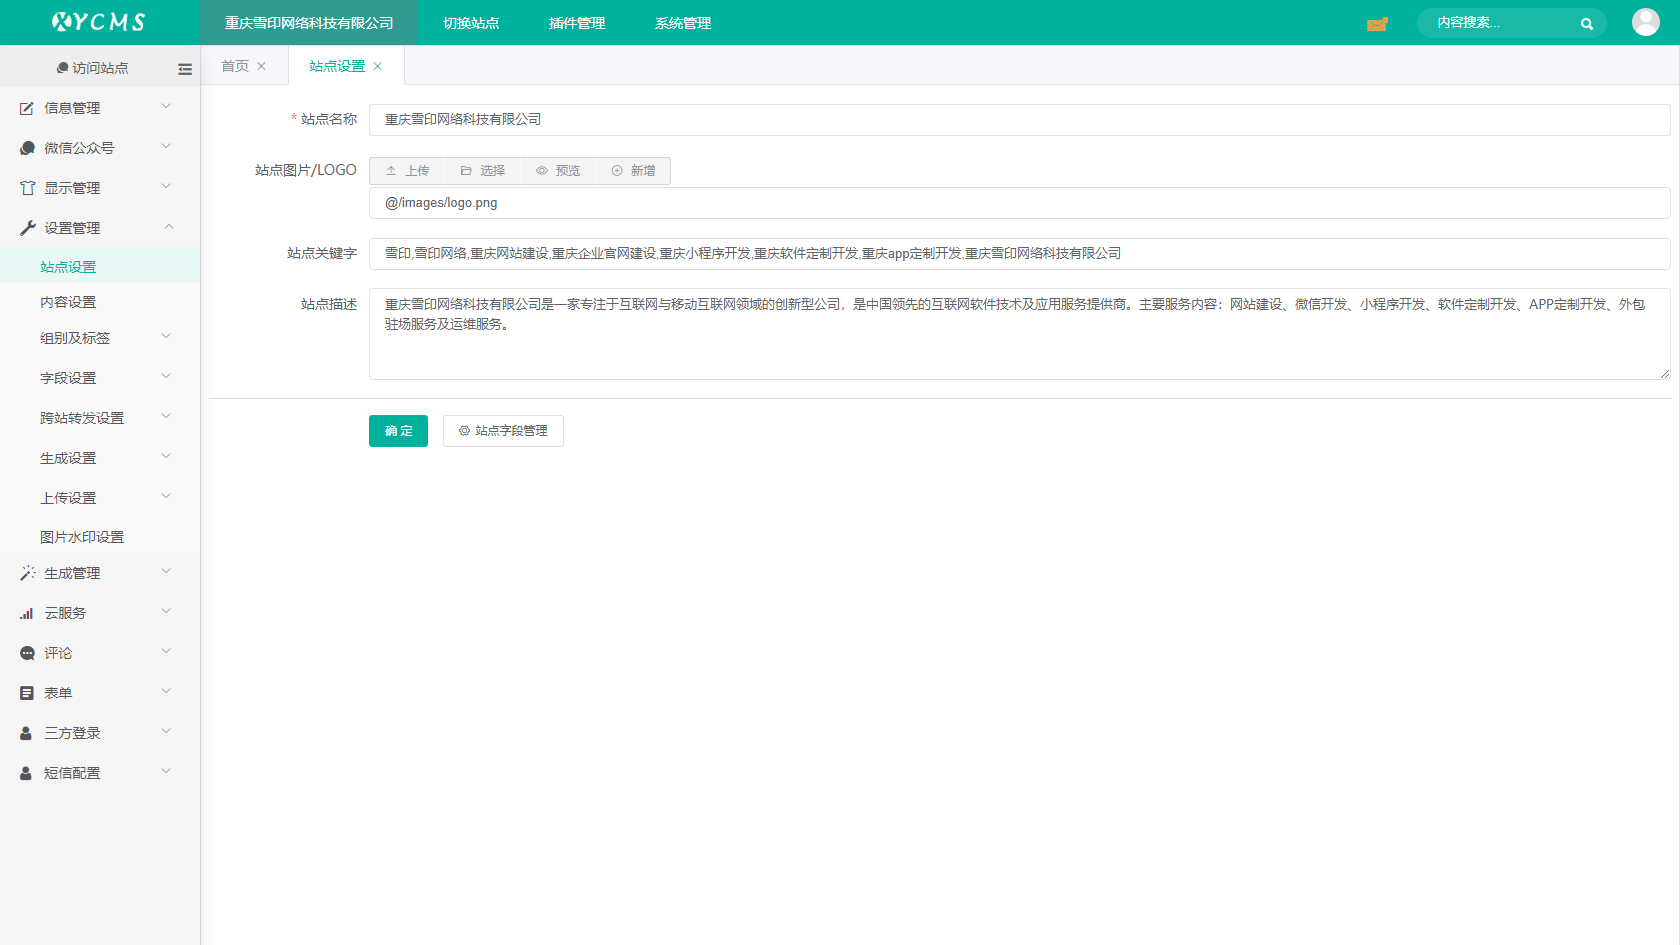 XYCMS
重庆雪印网络科技有限公司
切换站点
插件管理
系统管理
内容搜索...
访问站点
首页
站点设置
信息管理
微信公众号
显示管理
设置管理
站点设置
内容设置
组别及标签
字段设置
跨站转发设置
生成设置
上传设置
图片水印设置
生成管理
云服务
评论
表单
三方登录
短信配置
* 站点名称
重庆雪印网络科技有限公司
站点图片/LOGO
上传
选择
预览
新增
@/images/logo.png
站点关键字
雪印,雪印网络,重庆网站建设,重庆企业官网建设,重庆小程序开发,重庆软件定制开发,重庆app定制开发,重庆雪印网络科技有限公司
站点描述
重庆雪印网络科技有限公司是一家专注于互联网与移动互联网领域的创新型公司，是中国领先的互联网软件技术及应用服务提供商。主要服务内容：网站建设、微信开发、小程序开发、软件定制开发、APP定制开发、外包
驻场服务及运维服务。
确 定
站点字段管理